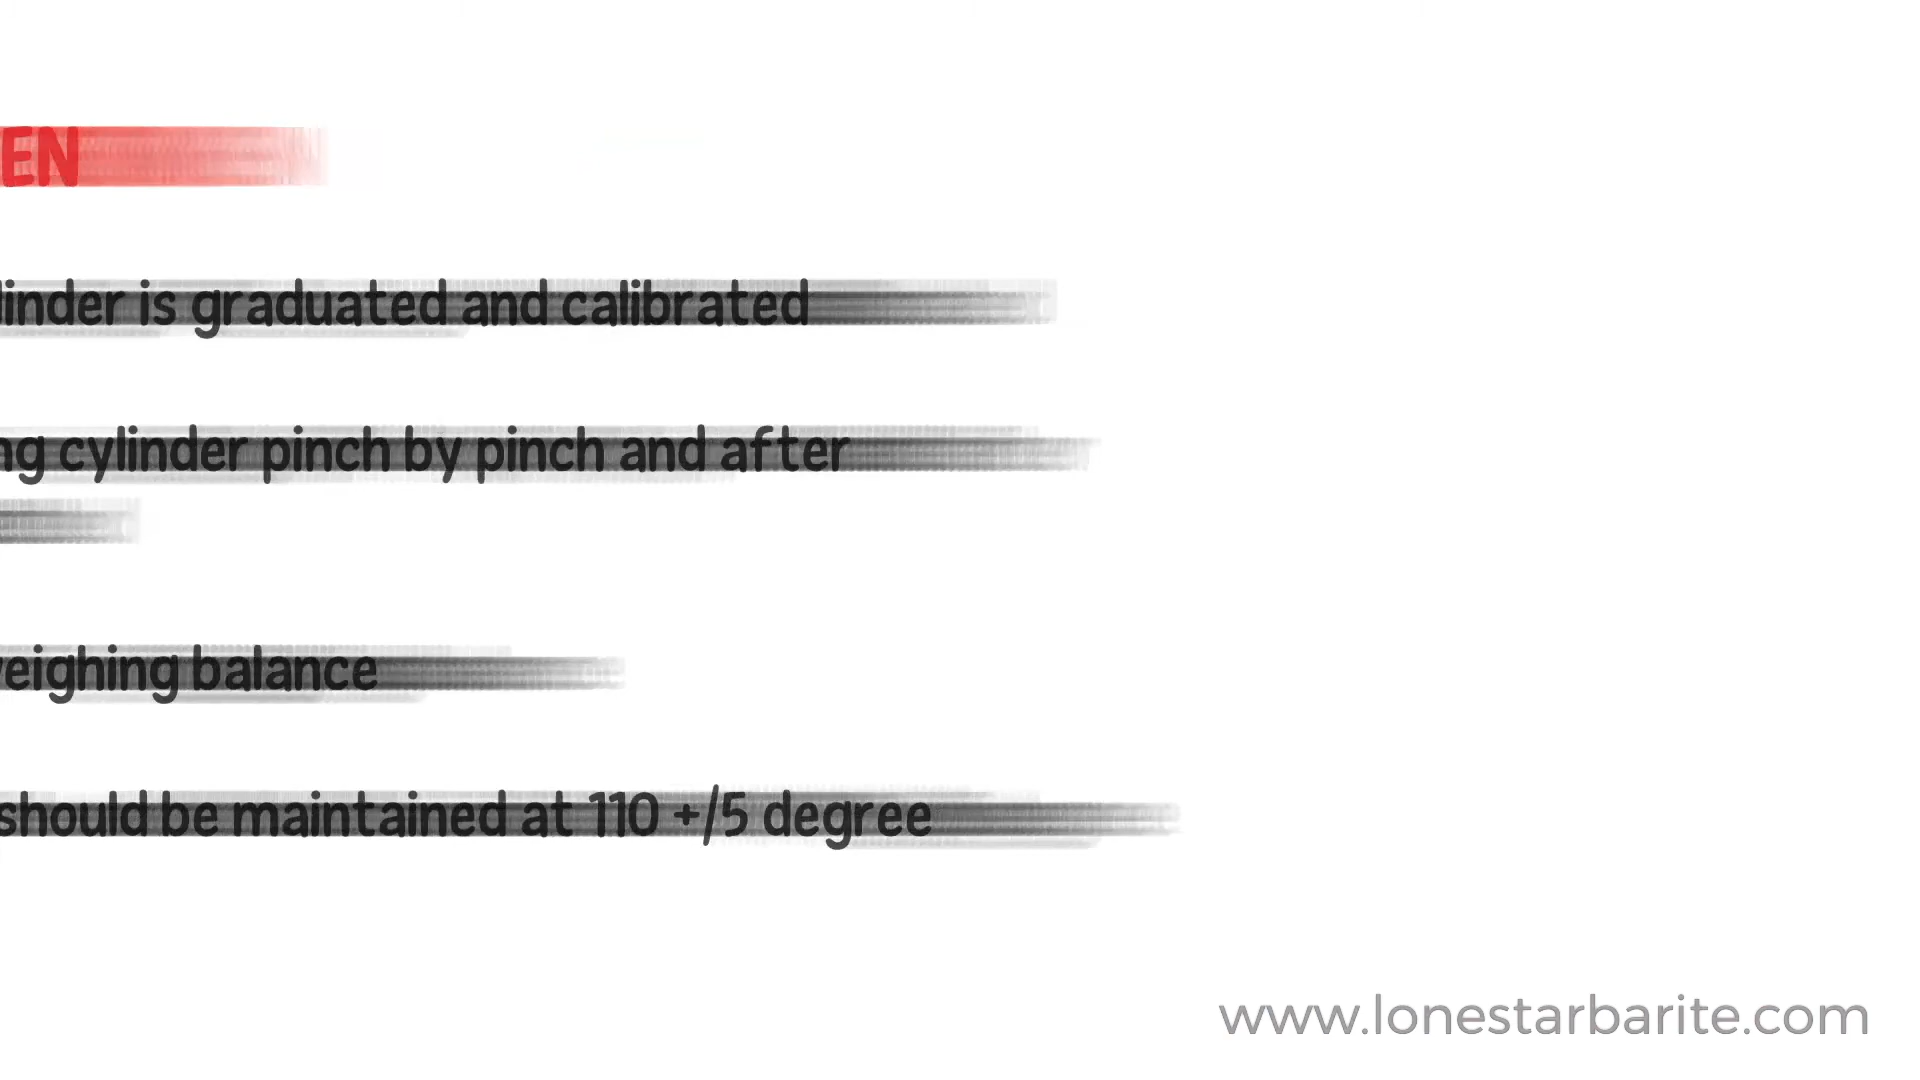 EN
linder is graduated and calibrated
ng cylinder pinch by pinch and after
weighing balance
should be maintained at 110 +/5 degree
www.lonestarbarite.com